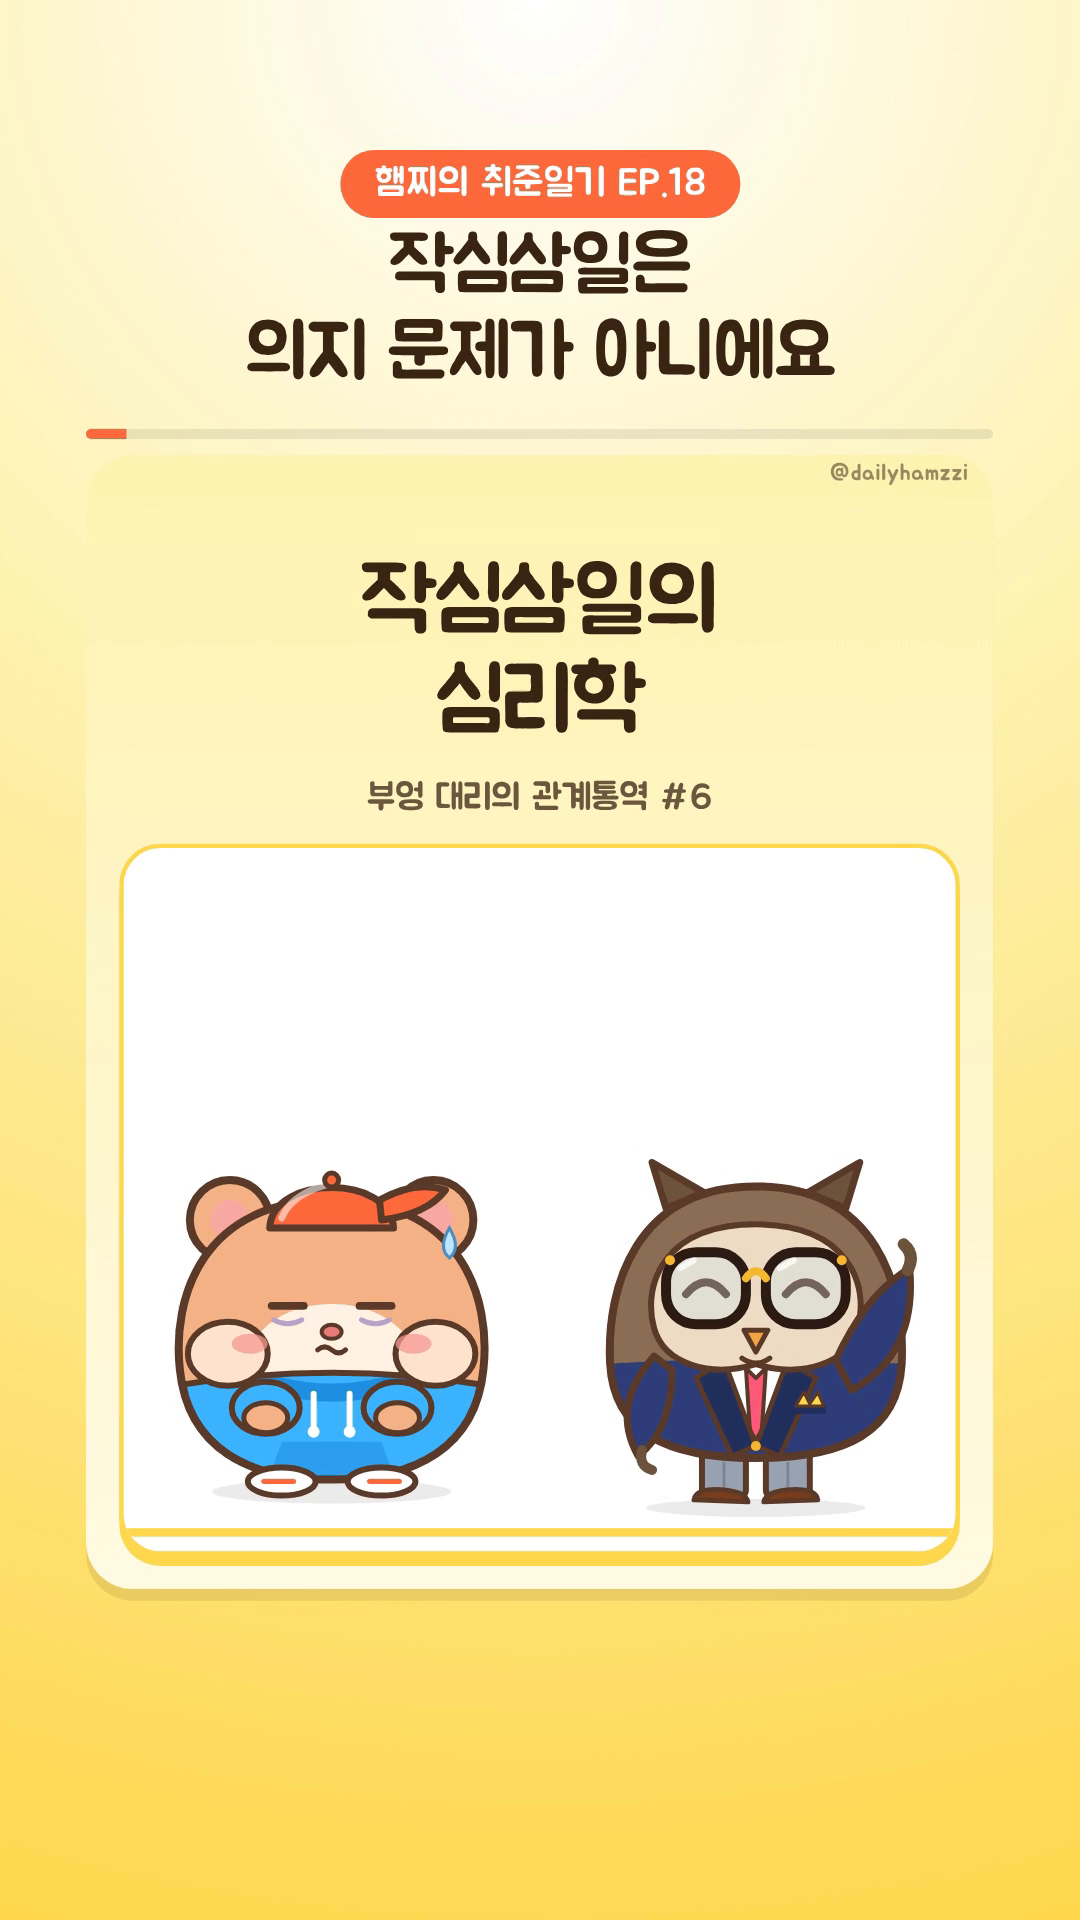 햄찌의 취준일기 EP.18
작심삼일은
의지 문제가 아니에요
@dailyhamzzi
작심삼일의
심리학
부엉 대리의 관계통역 #6